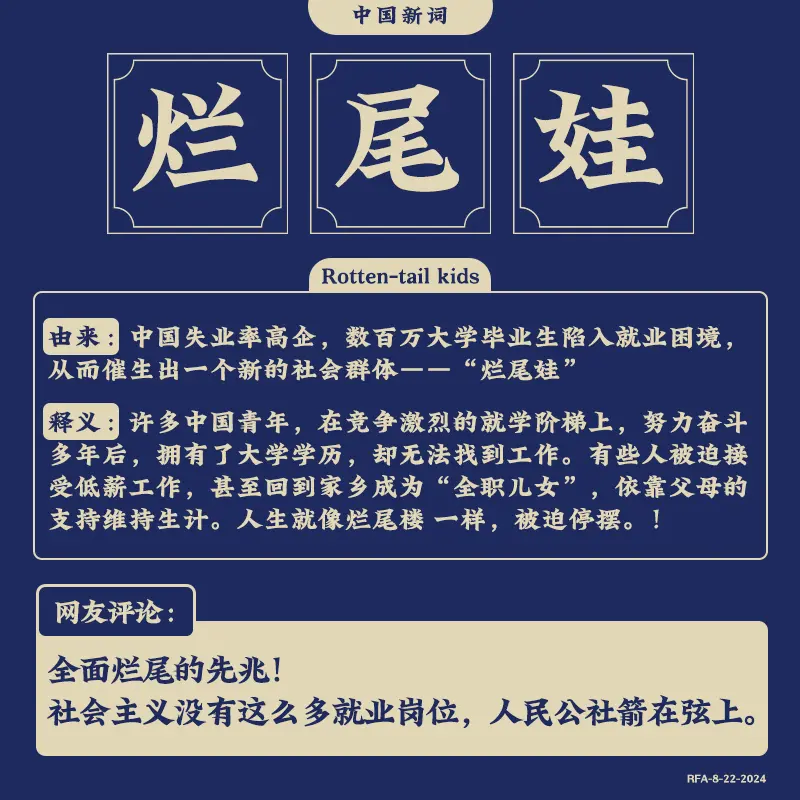 中国新词
烂尾娃
Rotten-tail kids
由来：中国失业率高企，数百万大学毕业生陷入就业困境，
从而催生出一个新的社会群体——“烂尾娃”
释义：许多中国青年，在竞争激烈的就学阶梯上，努力奋斗
多年后，拥有了大学学历，却无法找到工作。有些人被迫接
受低薪工作，甚至回到家乡成为“全职儿女”，依靠父母的
支持维持生计。人生就像烂尾楼 一样，被迫停摆。！
网友评论：
全面烂尾的先兆！
社会主义没有这么多就业岗位，人民公社箭在弦上。
RFA-8-22-2024